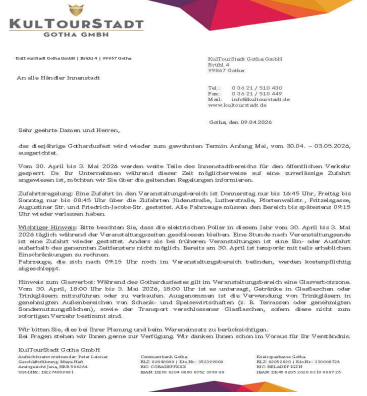 KULTOURSTADT
GOTHA GMBH
KulTourStadt Gotha GmbH | Brühl 4 | 99867 Gotha
KulTourStadt Gotha GmbH
Brühl 4
99867 Gotha
An alle Händler Innenstadt
Tel.: 0 36 21 / 510 430
Fax: 0 36 21 / 510 449
Mail: info@kultourstadt.de
www.kultourstadt.de
Gotha, den 09.04.2026
Sehr geehrte Damen und Herren,
das diesjährige Gothardusfest wird wieder zum gewohnten Termin Anfang Mai, vom 30.04. – 03.05.2026,
ausgerichtet.
Vom 30. April bis 3. Mai 2026 werden weite Teile des Innenstadtbereichs für den öffentlichen Verkehr
gesperrt. Da Ihr Unternehmen während dieser Zeit möglicherweise auf eine zuverlässige Zufahrt
angewiesen ist, möchten wir Sie über die geltenden Regelungen informieren.
Zufahrtsregelung: Eine Zufahrt in den Veranstaltungsbereich ist Donnerstag nur bis 16:45 Uhr, Freitag bis
Sonntag nur bis 08:45 Uhr über die Zufahrten Jüdenstraße, Lutherstraße, Pfortenwallstr., Fritzelsgasse,
Augustiner Str. und Friedrich-Jacobs-Str. gestattet. Alle Fahrzeuge müssen den Bereich bis spätestens 09:15
Uhr wieder verlassen haben.
Wichtiger Hinweis: Bitte beachten Sie, dass die elektrischen Poller in diesem Jahr vom 30. April bis 3. Mai
2026 täglich während der Veranstaltungszeiten geschlossen bleiben. Eine Stunde nach Veranstaltungsende
ist eine Zufahrt wieder gestattet. Anders als bei früheren Veranstaltungen ist eine Ein- oder Ausfahrt
außerhalb der genannten Zeitfenster nicht möglich. Bereits am 30. April ist temporär mit teils erheblichen
Einschränkungen zu rechnen.
Fahrzeuge, die sich nach 09:15 Uhr noch im Veranstaltungsbereich befinden, werden kostenpflichtig
abgeschleppt.
Hinweis zum Glasverbot: Während des Gothardusfestes gilt im Veranstaltungsbereich eine Glasverbotszone.
Vom 30. April, 18:00 Uhr bis 3. Mai 2026, 18:00 Uhr ist es untersagt, Getränke in Glasflaschen oder
Trinkgläsern mitzuführen oder zu verkaufen. Ausgenommen ist die Verwendung von Trinkgläsern in
genehmigten Außenbereichen von Schank- und Speisewirtschaften (z. B. Terrassen oder genehmigten
Sondernutzungsflächen), sowie der Transport verschlossener Glasflaschen, sofern diese nicht zum
sofortigen Verzehr bestimmt sind.
Wir bitten Sie, dies bei Ihrer Planung und beim Wareneinsatz zu berücksichtigen.
Bei Fragen stehen wir Ihnen gerne zur Verfügung. Wir danken Ihnen schon im Voraus für Ihr Verständnis.
KulTourStadt Gotha GmbH
Commerzbank Gotha
Kreissparkasse Gotha